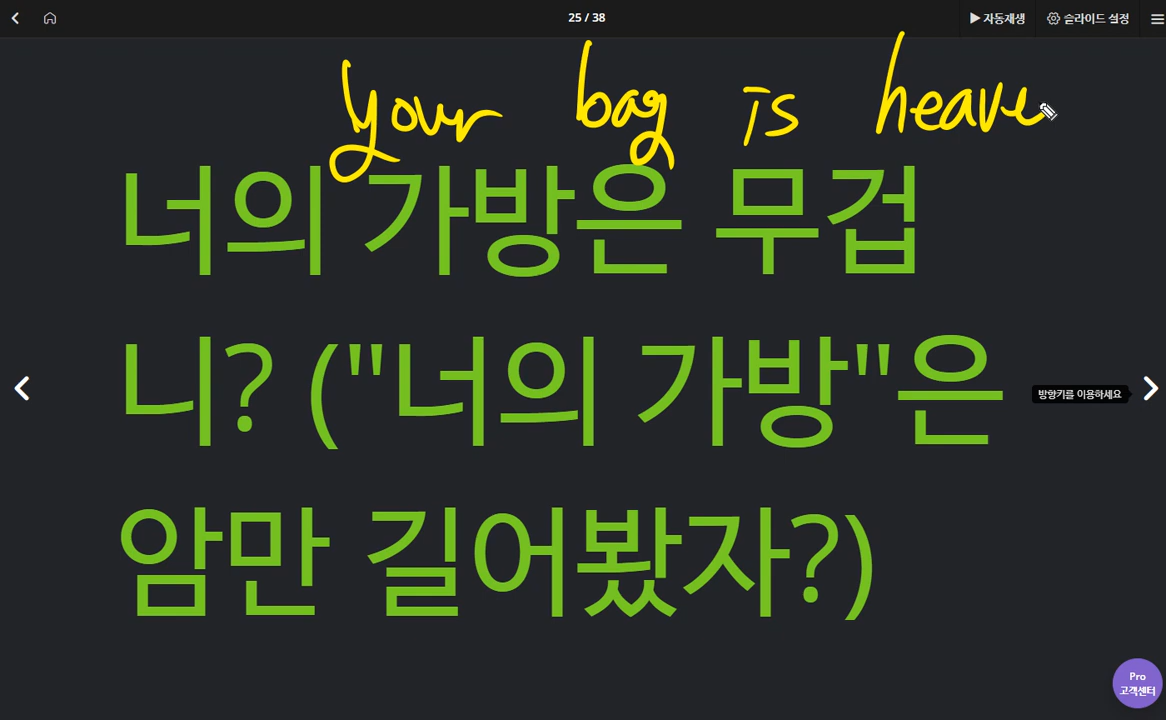 25 / 38
▶ 자동재생
슬라이드 설정
your bag is heave
너의 가방은 무겁
니? ("너의 가방"은
방향키를 이용하세요
암만 길어봤자?)
Pro
고객센터